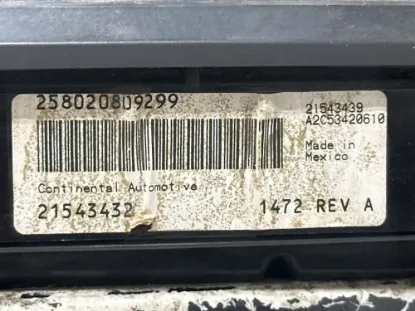 258020809299
21543439
A2C53420610
Made in
Mexico
Continental Automotive
21543432
1472 REV A